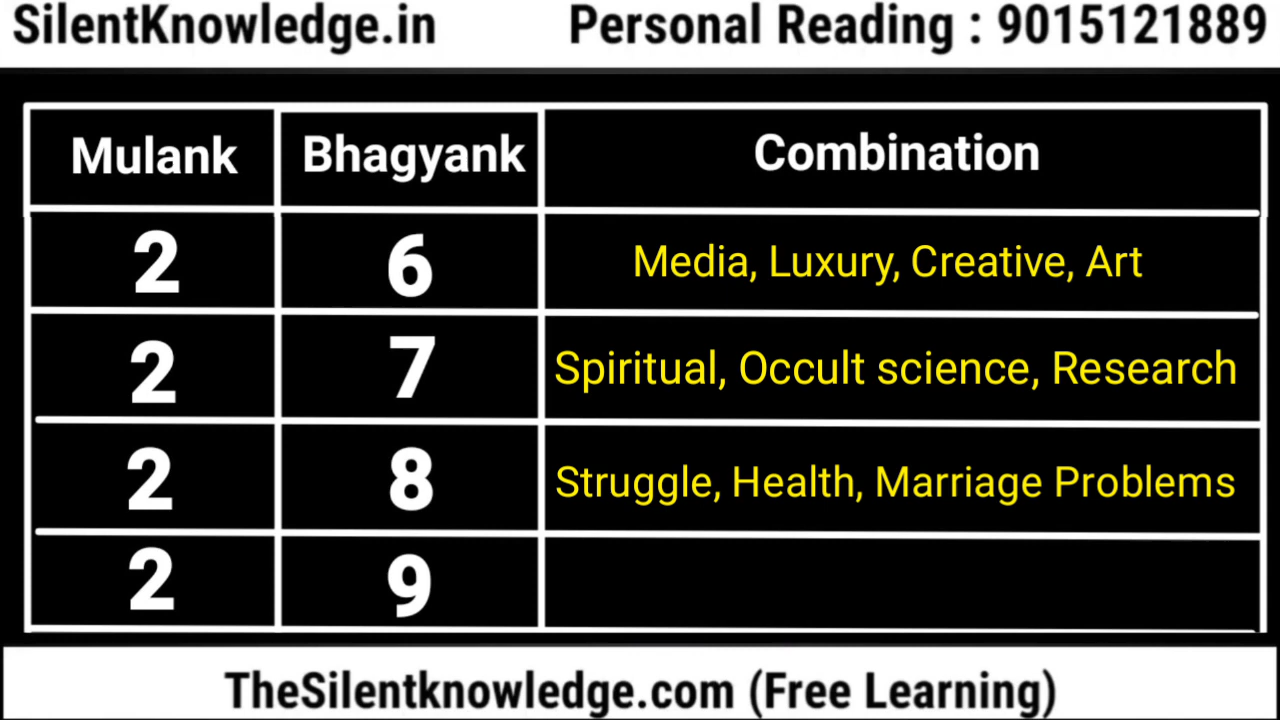 SilentKnowledge.in Personal Reading : 9015121889
Mulank Bhagyank Combination
2 6 Media, Luxury, Creative, Art
2 7 Spiritual, Occult science, Research
2 8 Struggle, Health, Marriage Problems
2 9
TheSilentknowledge.com (Free Learning)